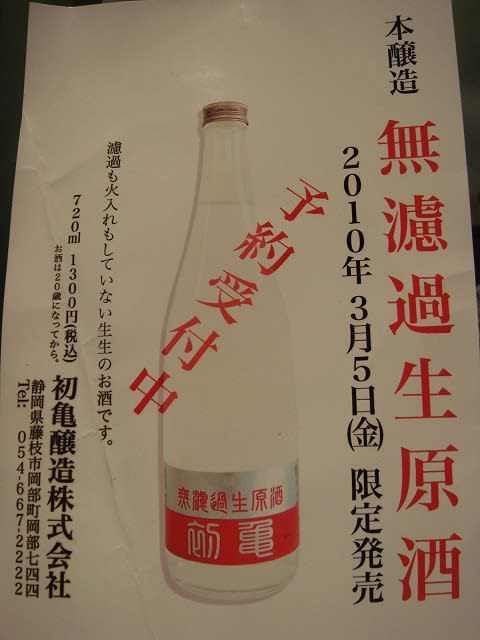 本醸造
無濾過生原酒
2010年 3月5日(金) 限定発売
予約受付中
無濾過生原酒
初亀
濾過も火入れもしていない生生のお酒です。
720ml 1300円(税込)
お酒は20歳になってから。
初亀醸造株式会社
静岡県藤枝市岡部町岡部七四四
Tel: 054-667-2222